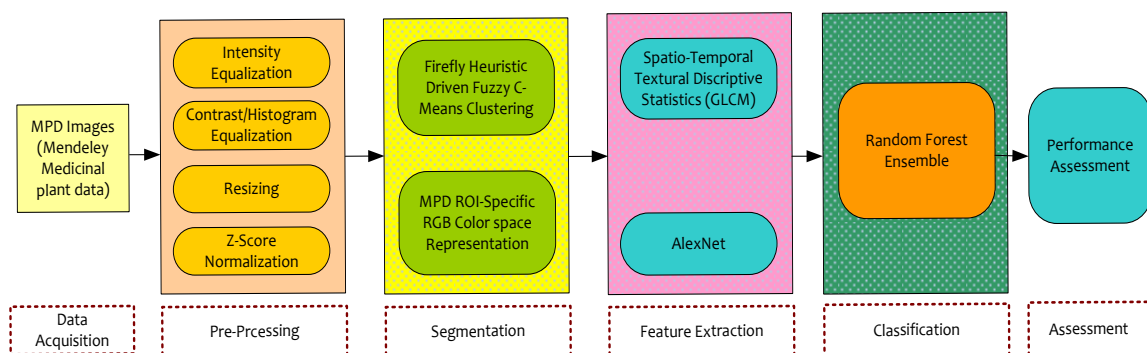 MPD Images
(Mendeley
Medicinal
plant data)
Intensity
Equalization
Contrast/Histogram
Equalization
Resizing
Z-Score
Normalization
Firefly Heuristic
Driven Fuzzy C-
Means Clustering
MPD ROI-Specific
RGB Color space
Representation
Spatio-Temporal
Textural Discriptive
Statistics (GLCM)
AlexNet
Random Forest
Ensemble
Performance
Assessment
Data
Acquisition
Pre-Prcessing
Segmentation
Feature Extraction
Classification
Assessment